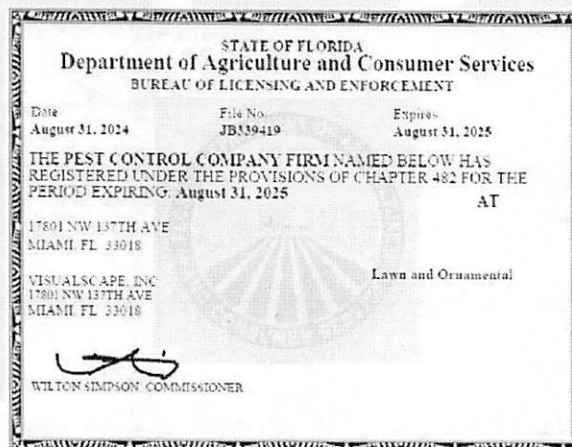 STATE OF FLORIDA
Department of Agriculture and Consumer Services
BUREAU OF LICENSING AND ENFORCEMENT
Date File No. Expires
August 31, 2024 JB339419 August 31, 2025
THE PEST CONTROL COMPANY FIRM NAMED BELOW HAS
REGISTERED UNDER THE PROVISIONS OF CHAPTER 482 FOR THE
PERIOD EXPIRING: August 31, 2025 AT
17801 NW 137TH AVE
MIAMI, FL 33018
Lawn and Ornamental
VISUALSCAPE, INC
17801 NW 137TH AVE
MIAMI, FL 33018
WILTON SIMPSON, COMMISSIONER